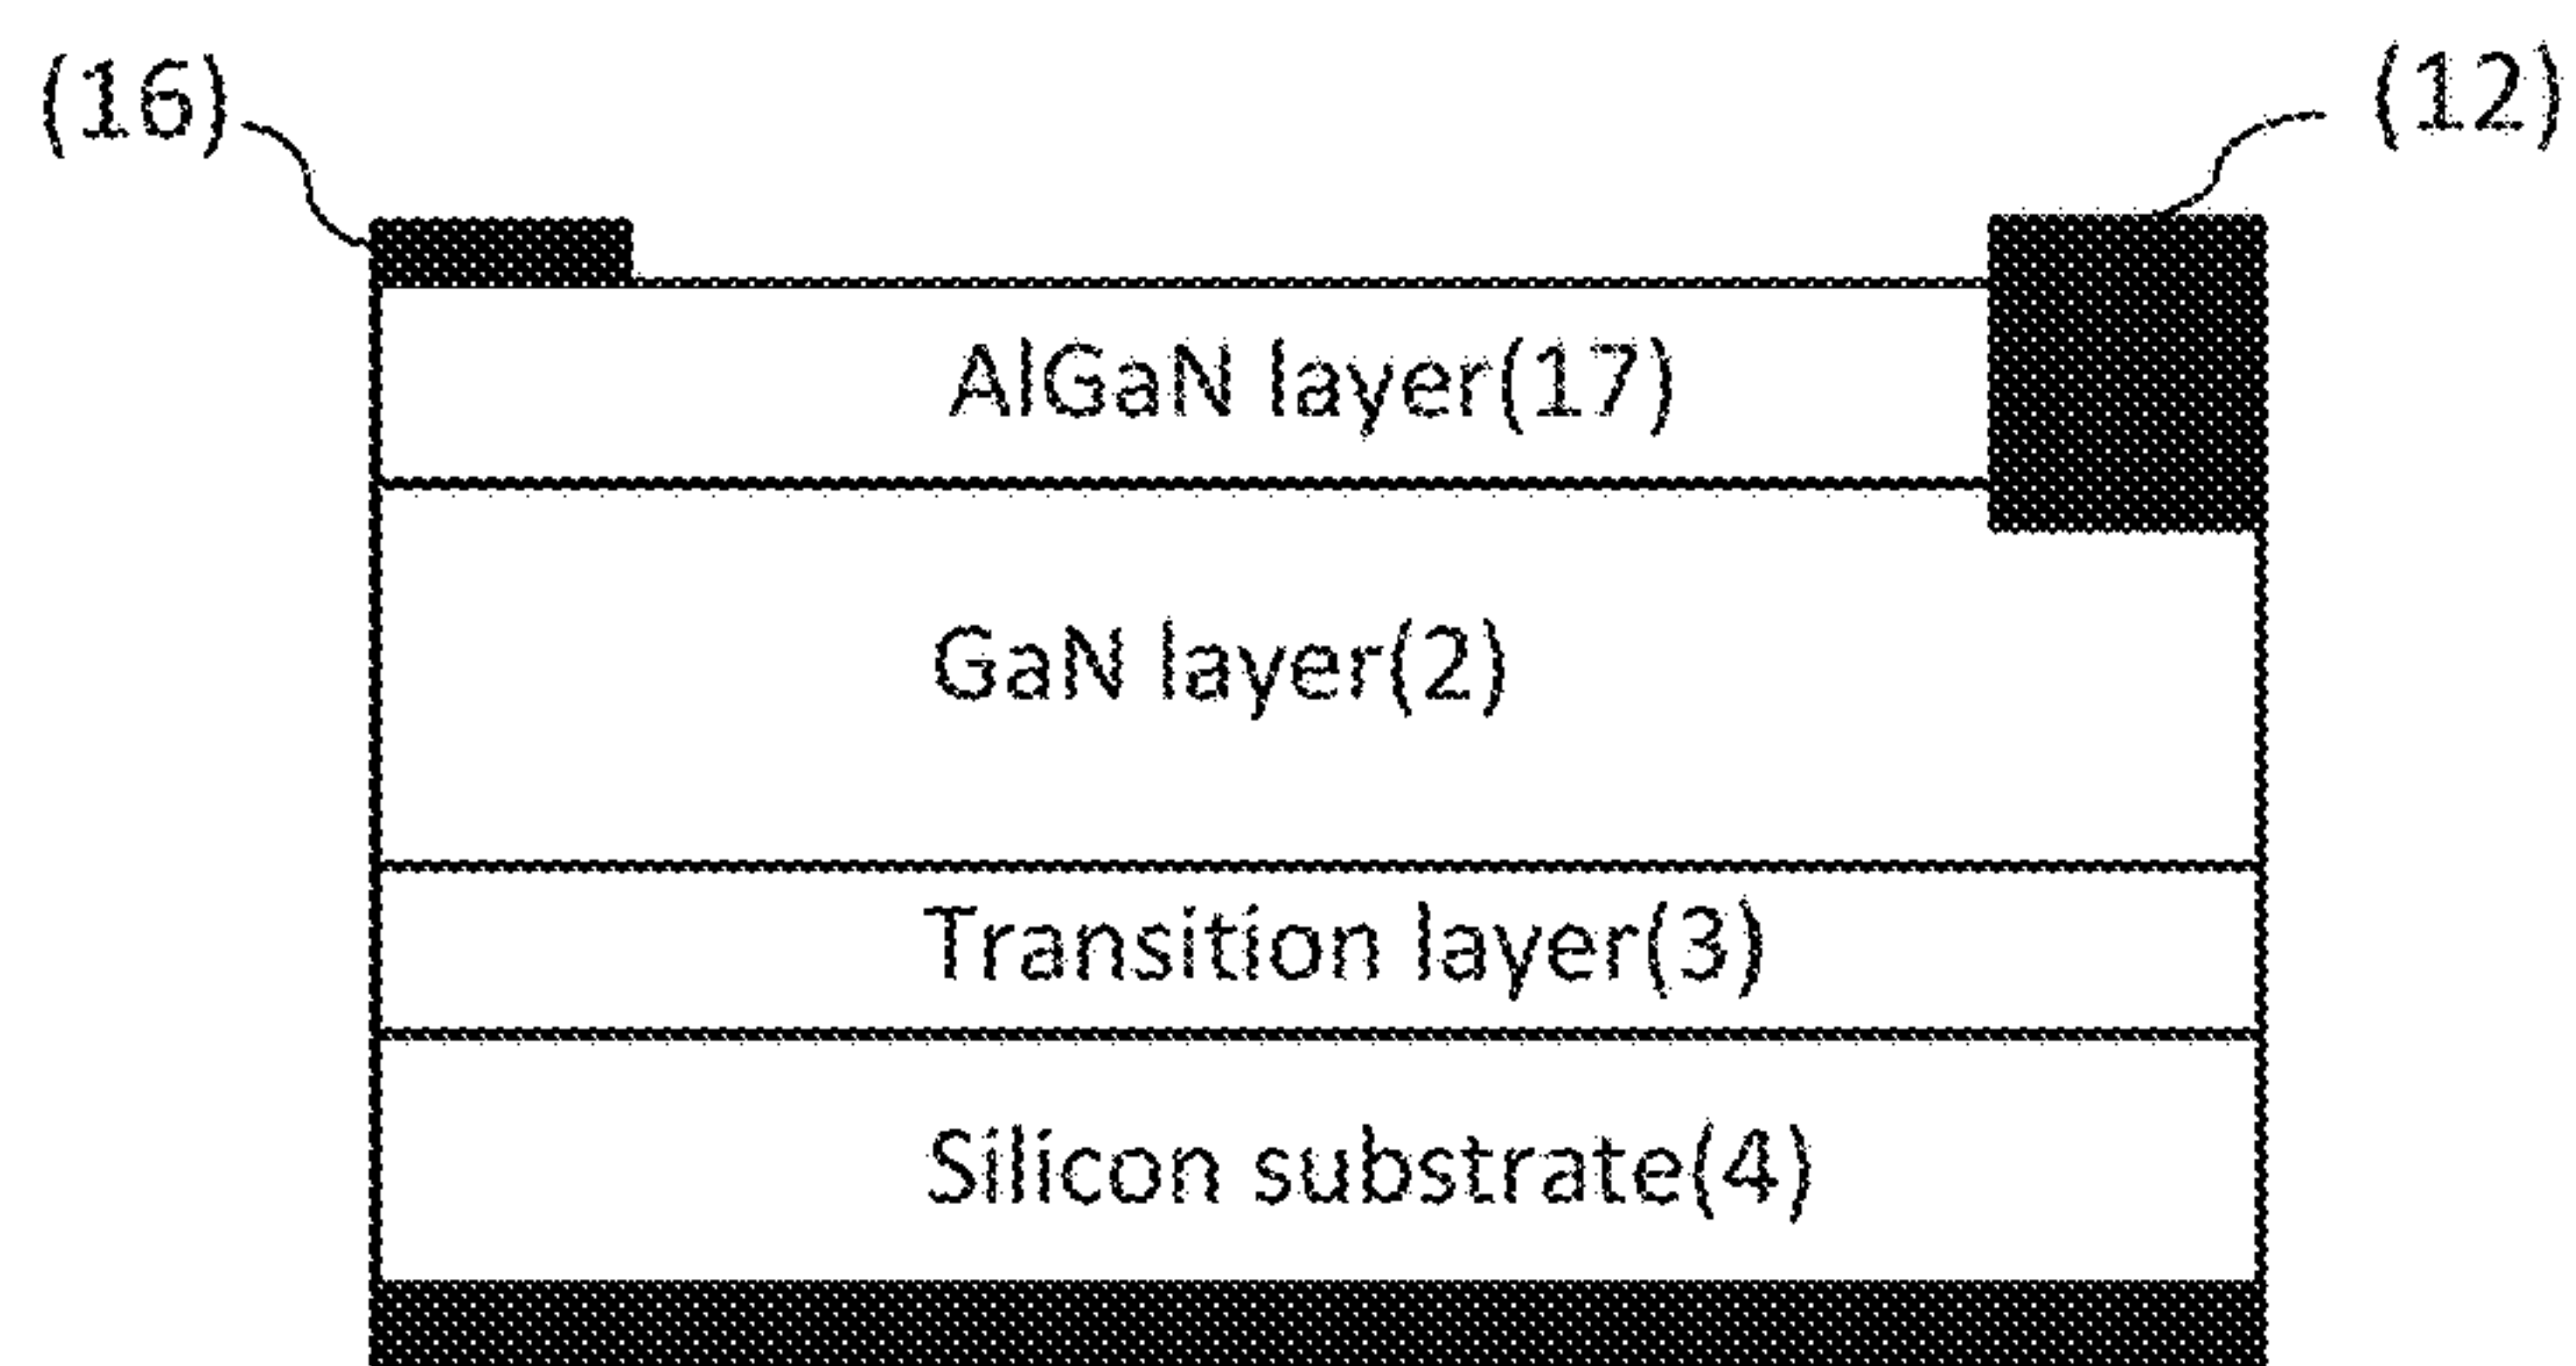 (16)
(12)
AlGaN layer(17)
GaN layer(2)
Transition layer(3)
Silicon substrate(4)